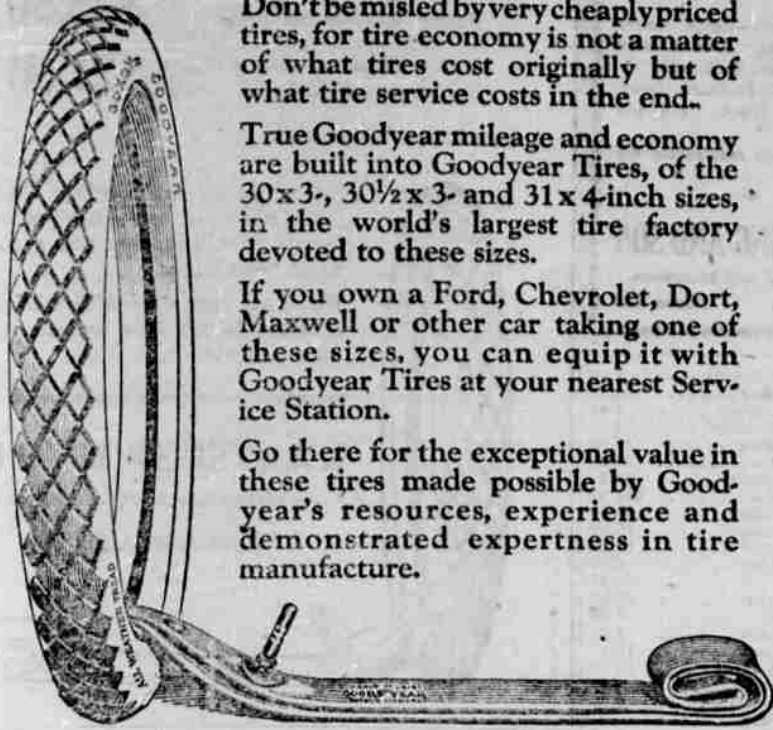 Don't be misled by very cheaply priced
tires, for tire economy is not a matter
of what tires cost originally but of
what tire service costs in the end.
True Goodyear mileage and economy
are built into Goodyear Tires, of the
30x3-, 30½x3- and 31x4-inch sizes,
in the world's largest tire factory
devoted to these sizes.
If you own a Ford, Chevrolet, Dort,
Maxwell or other car taking one of
these sizes, you can equip it with
Goodyear Tires at your nearest Serv-
ice Station.
Go there for the exceptional value in
these tires made possible by Good-
year's resources, experience and
demonstrated expertness in tire
manufacture.
GOODYEAR
ALL WEATHER TREAD
GOODYEAR